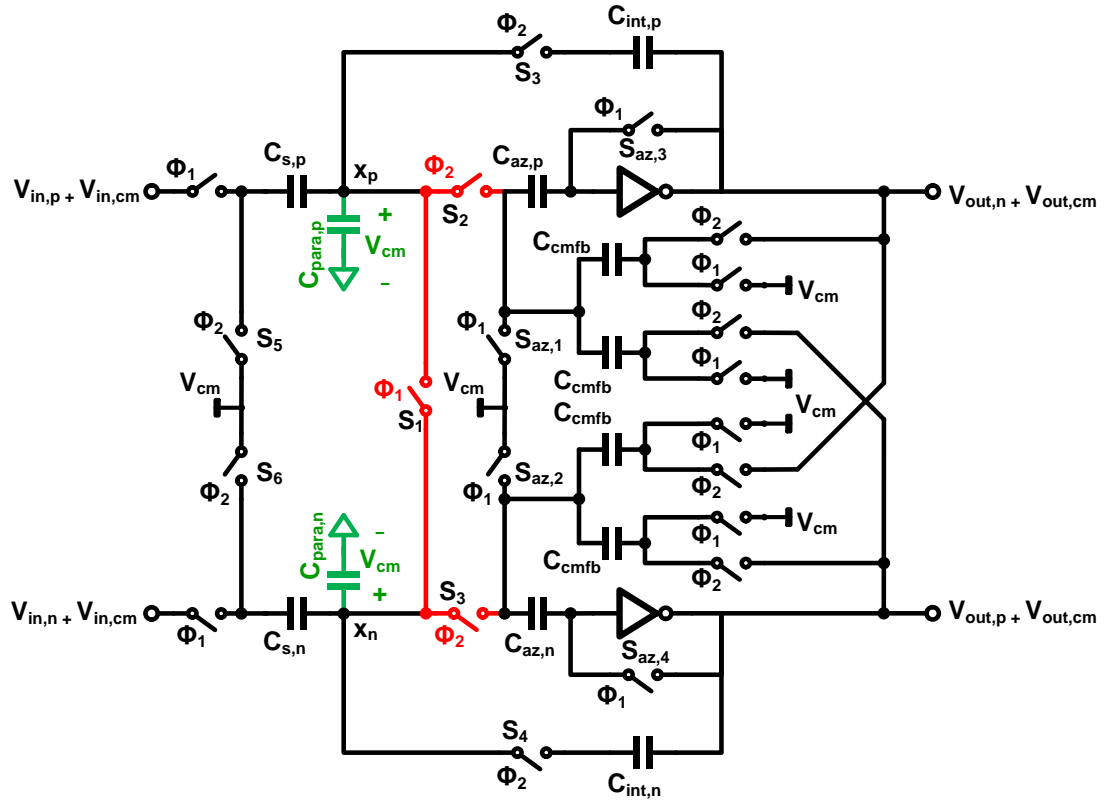 Φ2
Cint,p
S3
Φ1
Saz,3
Φ1
Cs,p
xp
Φ2
Caz,p
Vin,p + Vin,cm
S2
Vout,n + Vout,cm
Cpara,p
+
Vcm
−
Ccmfb
Φ2
Φ1
Vcm
Φ2
S5
Φ1
Saz,1
Φ2
Φ1
Vcm
Φ1
S1
Vcm
Ccmfb
Vcm
Ccmfb
Φ1
Φ2
S6
Φ1
Saz,2
Φ2
Cpara,n
−
Vcm
+
Ccmfb
Φ1
Vcm
Φ2
Vin,n + Vin,cm
Φ1
Cs,n
xn
S3
Φ2
Caz,n
Saz,4
Vout,p + Vout,cm
Φ1
S4
Φ2
Cint,n